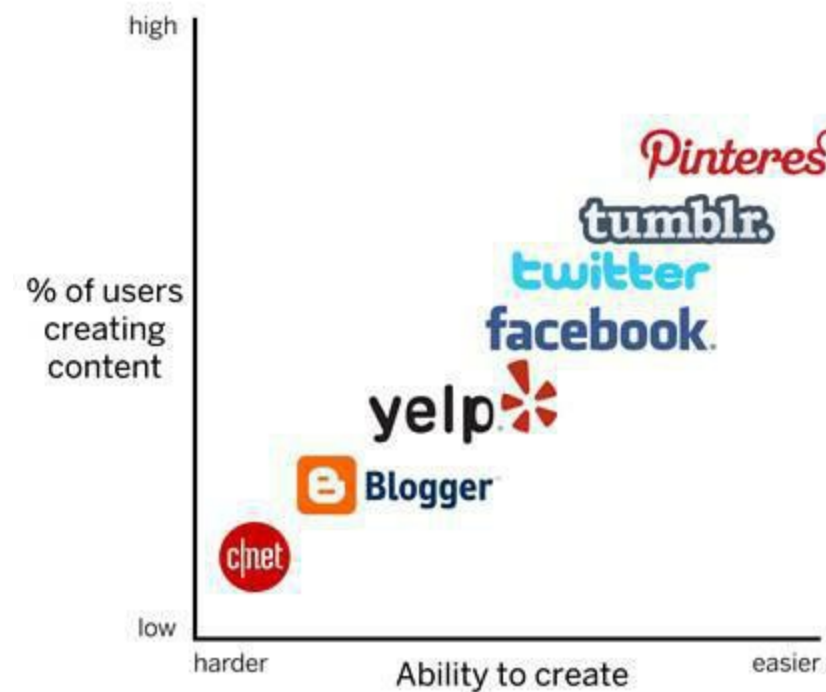 high
Pinteres
tumblr.
twitter
% of users
creating
content
facebook.
yelp
Blogger
c|net
low
harder
Ability to create
easier